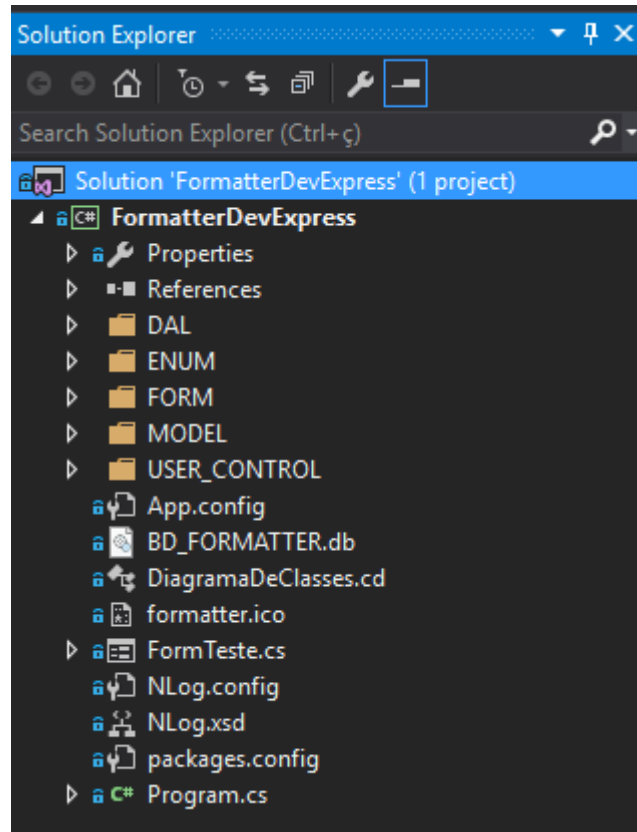 Solution Explorer
Search Solution Explorer (Ctrl+ç)
Solution 'FormatterDevExpress' (1 project)
C# FormatterDevExpress
Properties
References
DAL
ENUM
FORM
MODEL
USER_CONTROL
App.config
BD_FORMATTER.db
DiagramaDeClasses.cd
formatter.ico
FormTeste.cs
NLog.config
NLog.xsd
packages.config
C# Program.cs